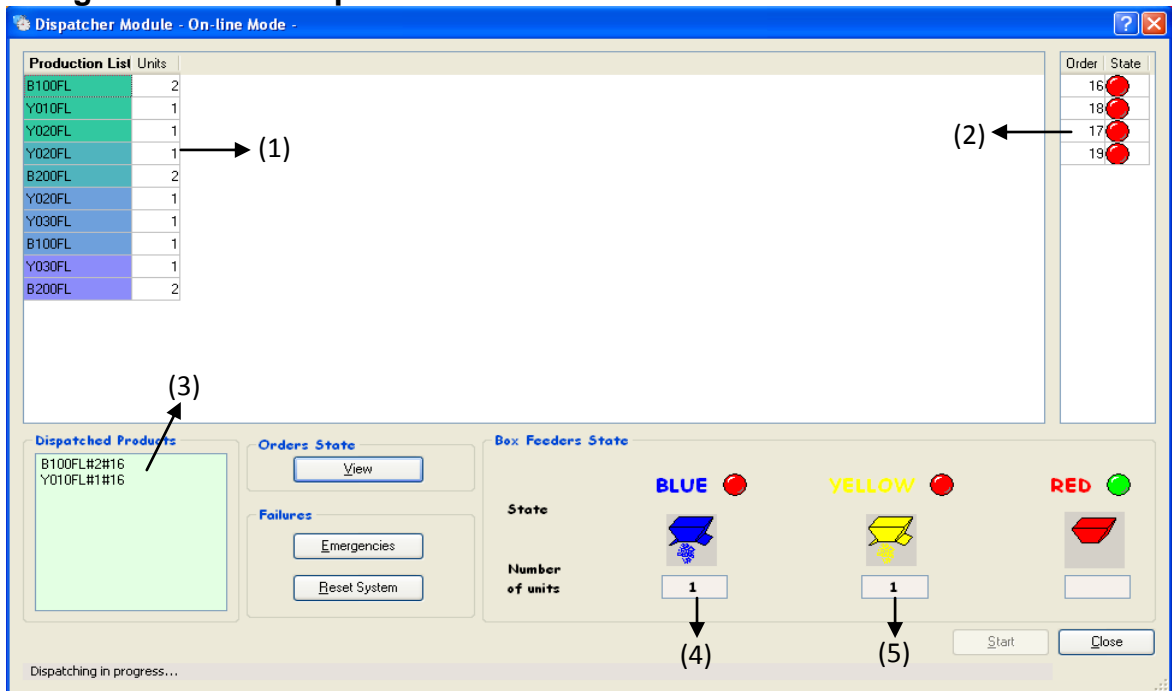 Dispatcher Module - On-line Mode -
Production List Units
B100FL 2
Y010FL 1
Y020FL 1
Y020FL 1
B200FL 2
Y020FL 1
Y030FL 1
B100FL 1
Y030FL 1
B200FL 2
(1)
Order State
16
18
17
19
(2)
(3)
Dispatched Products
B100FL#2#16
Y010FL#1#16
Orders State
View
Failures
Emergencies
Reset System
Box Feeders State
BLUE YELLOW RED
State
Number
of units
1 1
(4) (5)
Start Close
Dispatching in progress...